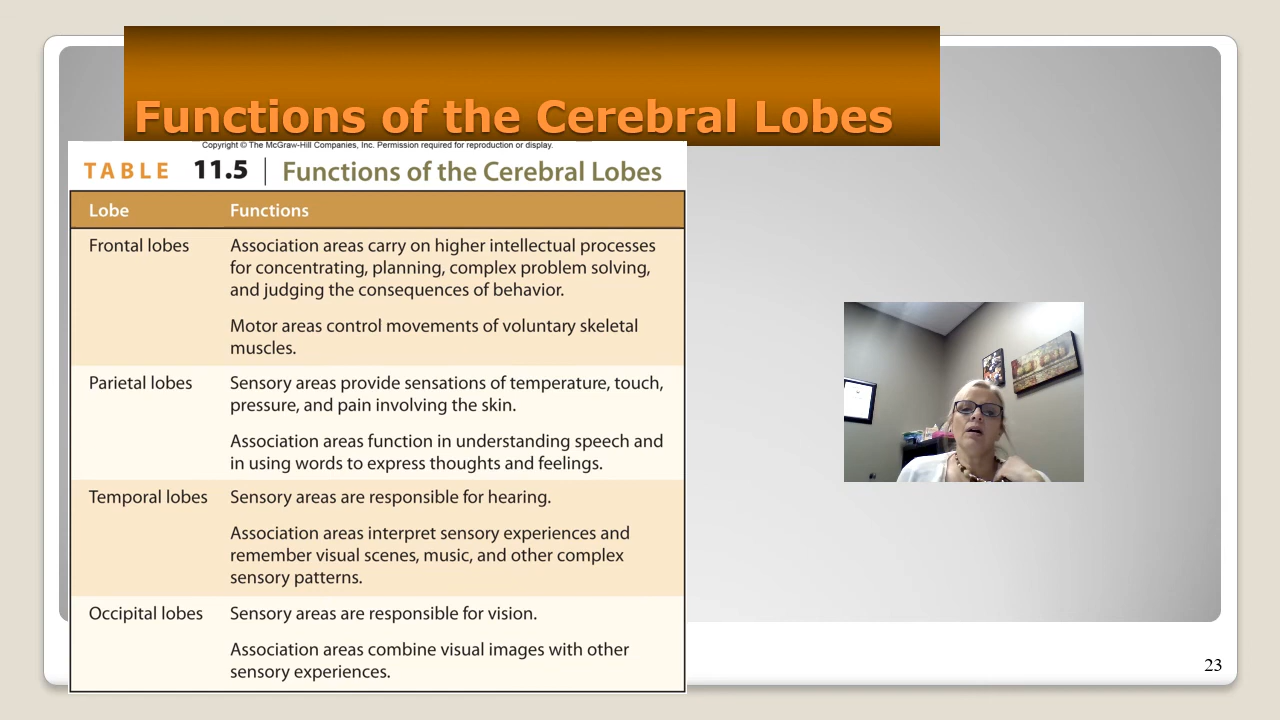 Functions of the Cerebral Lobes
Copyright © The McGraw-Hill Companies, Inc. Permission required for reproduction or display.
TABLE 11.5 | Functions of the Cerebral Lobes
Lobe Functions
Frontal lobes Association areas carry on higher intellectual processes
for concentrating, planning, complex problem solving,
and judging the consequences of behavior.
Motor areas control movements of voluntary skeletal
muscles.
Parietal lobes Sensory areas provide sensations of temperature, touch,
pressure, and pain involving the skin.
Association areas function in understanding speech and
in using words to express thoughts and feelings.
Temporal lobes Sensory areas are responsible for hearing.
Association areas interpret sensory experiences and
remember visual scenes, music, and other complex
sensory patterns.
Occipital lobes Sensory areas are responsible for vision.
Association areas combine visual images with other
sensory experiences.
23